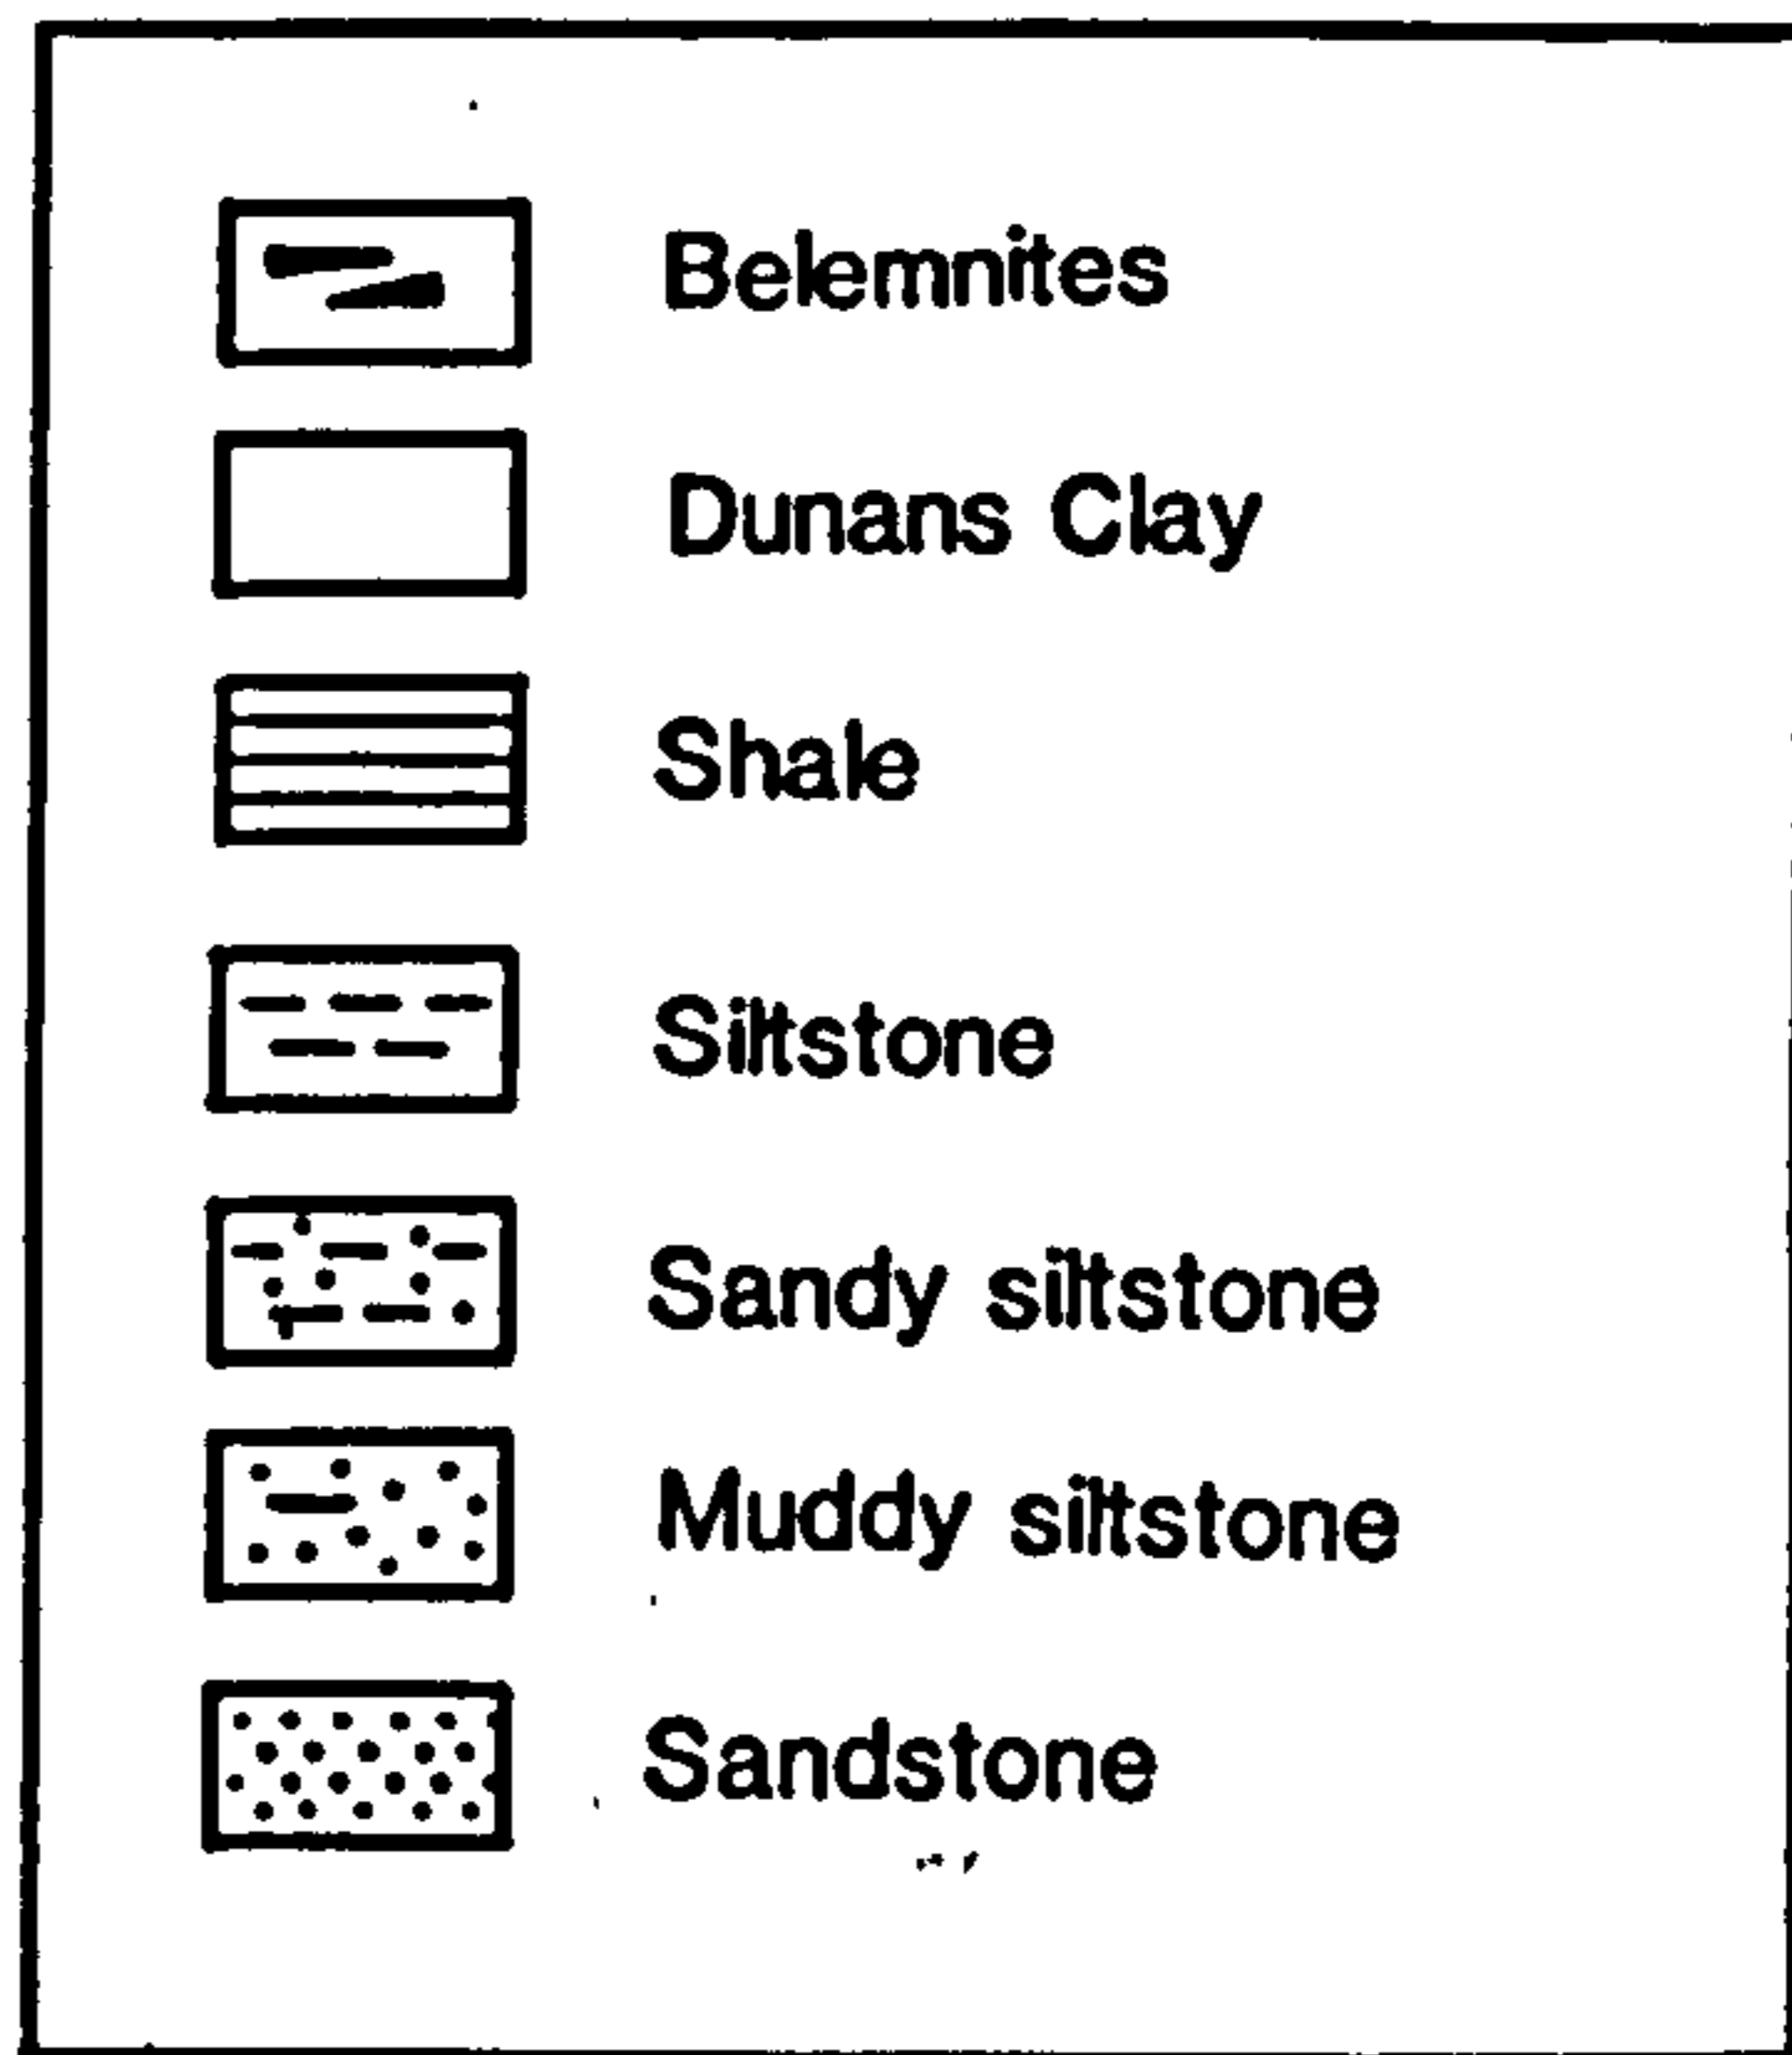 Belemnites
Dunans Clay
Shale
Siltstone
Sandy siltstone
Muddy siltstone
Sandstone